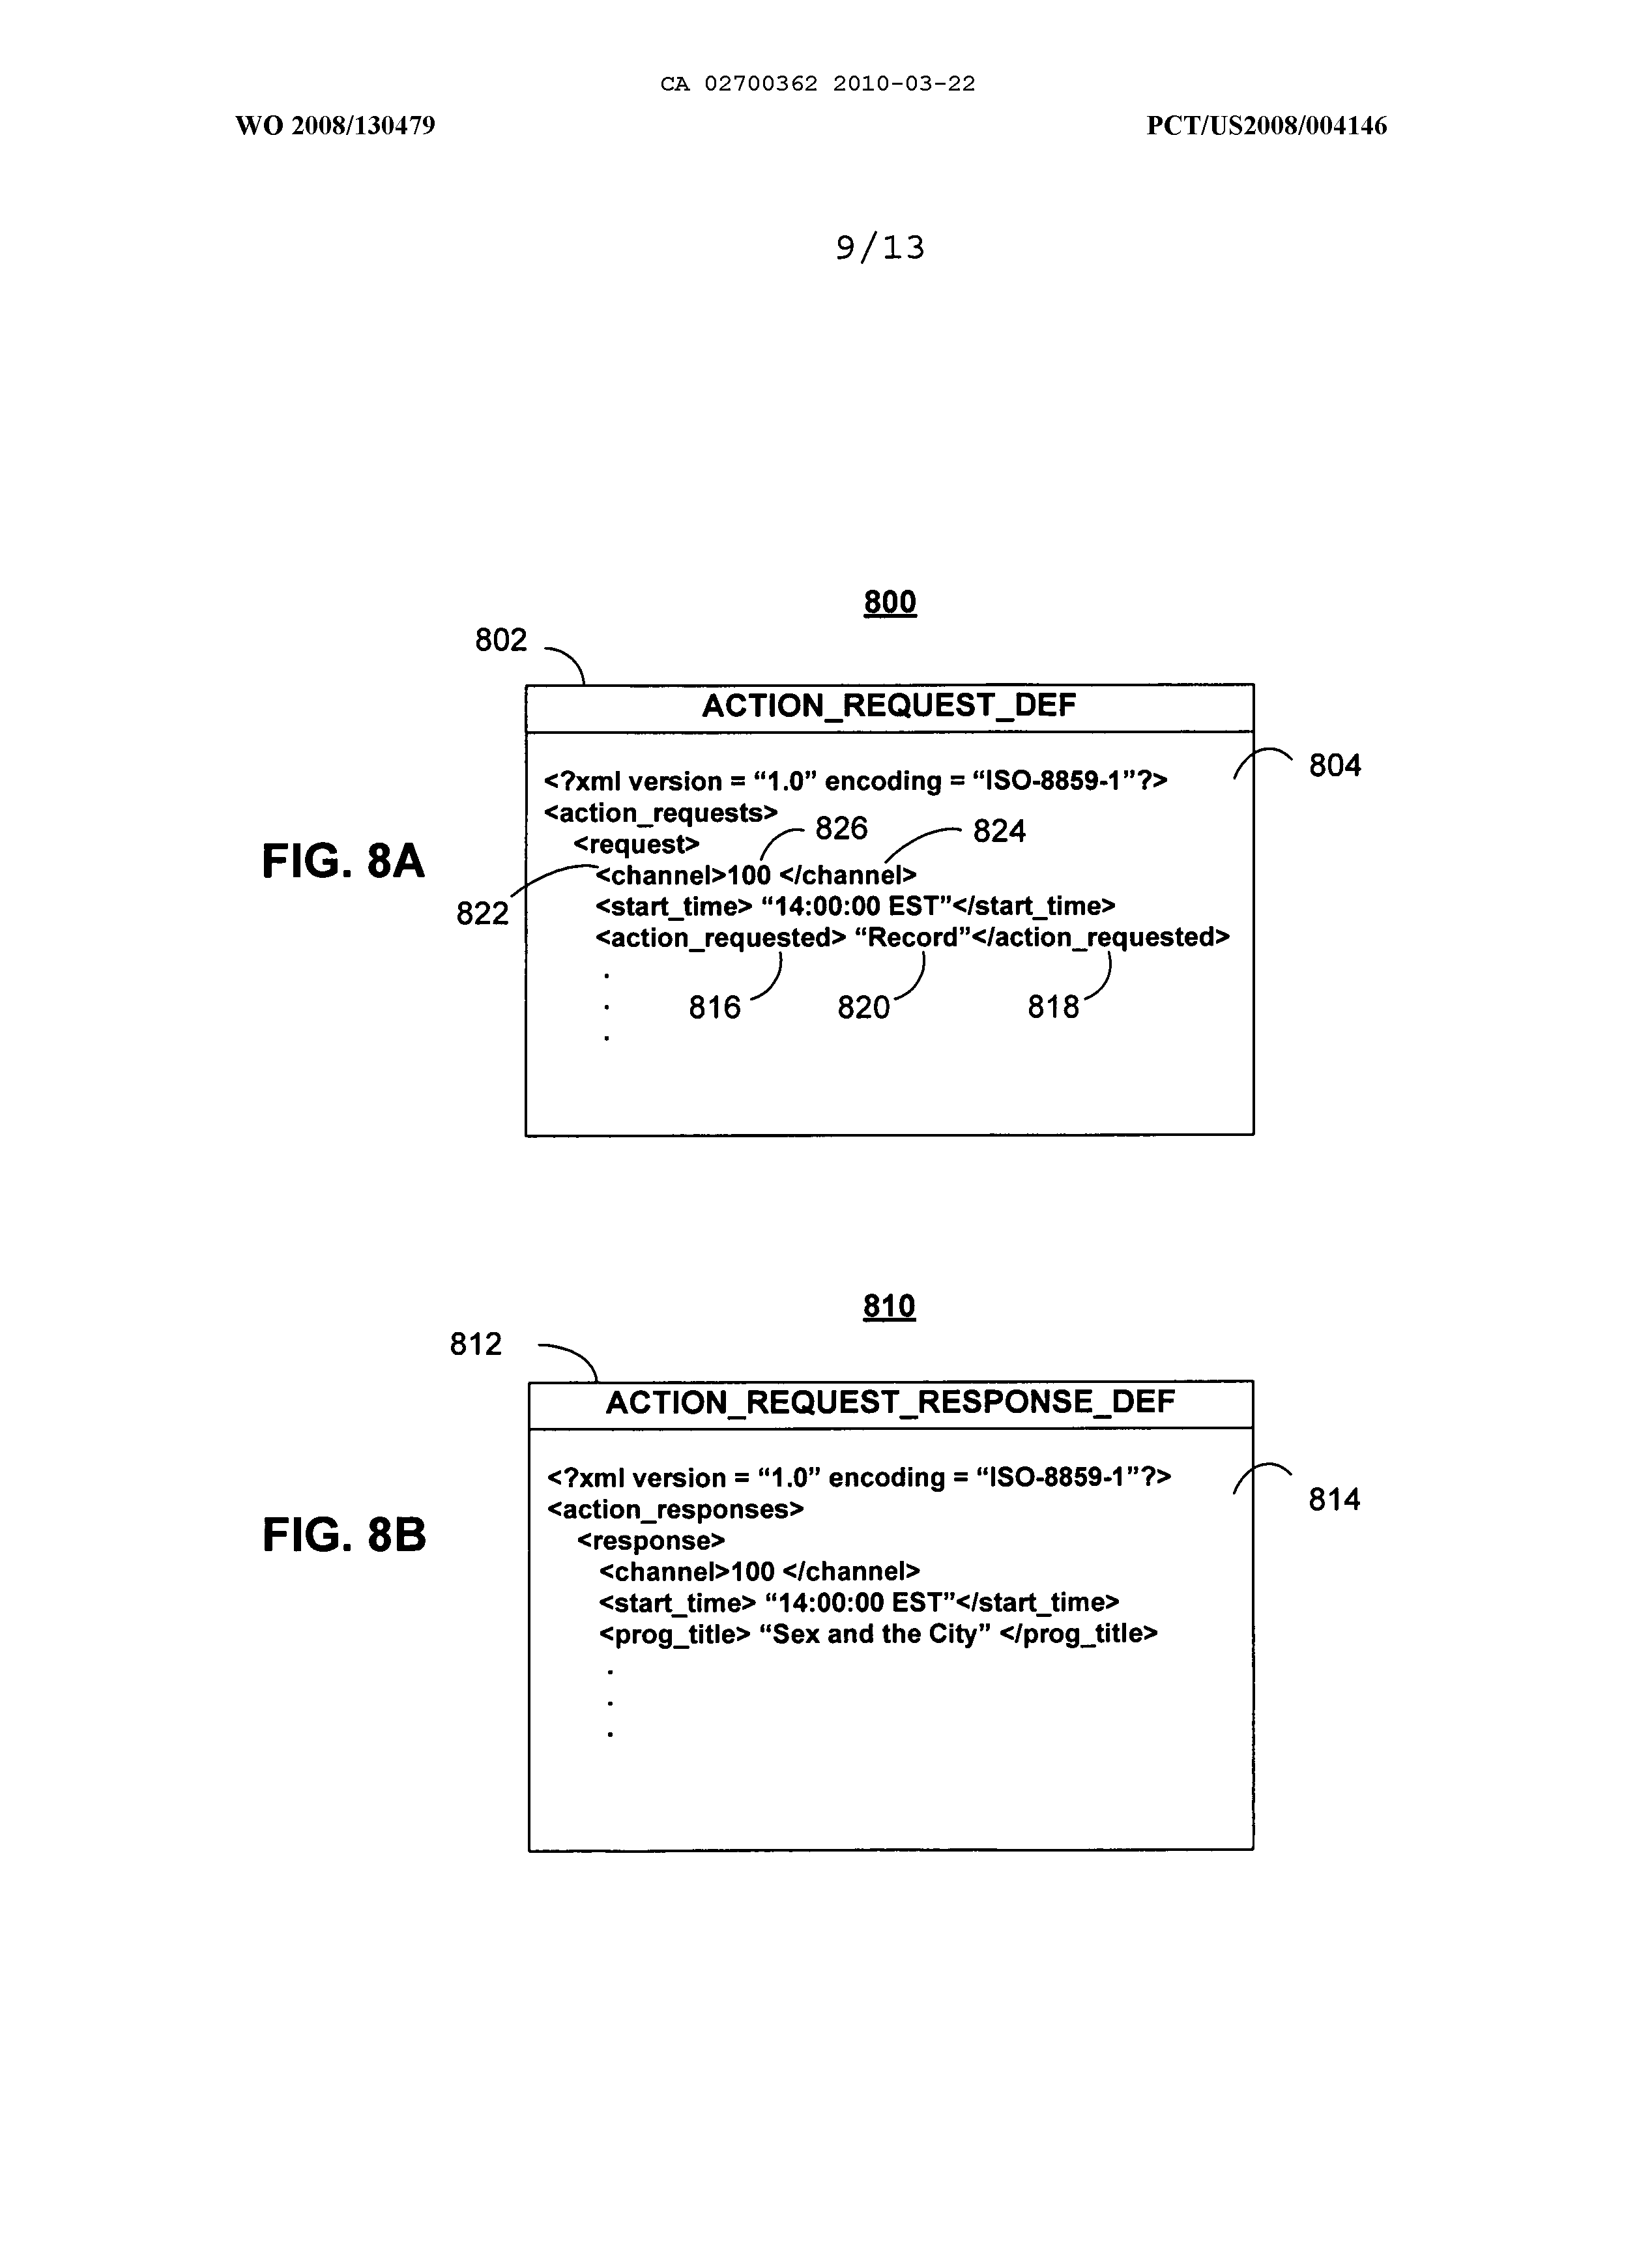 CA 02700362 2010-03-22
WO 2008/130479
PCT/US2008/004146
9/13
800
802
ACTION_REQUEST_DEF
804
<?xml version = “1.0” encoding = “ISO-8859-1”?>
<action_requests>
826
824
<request>
FIG. 8A
<channel>100 </channel>
822
<start_time> “14:00:00 EST”</start_time>
<action_requested> “Record”</action_requested>
.
816
820
818
.
.
810
812
ACTION_REQUEST_RESPONSE_DEF
<?xml version = “1.0” encoding = “ISO-8859-1”?>
814
<action_responses>
FIG. 8B
<response>
<channel>100 </channel>
<start_time> “14:00:00 EST”</start_time>
<prog_title> “Sex and the City” </prog_title>
.
.
.